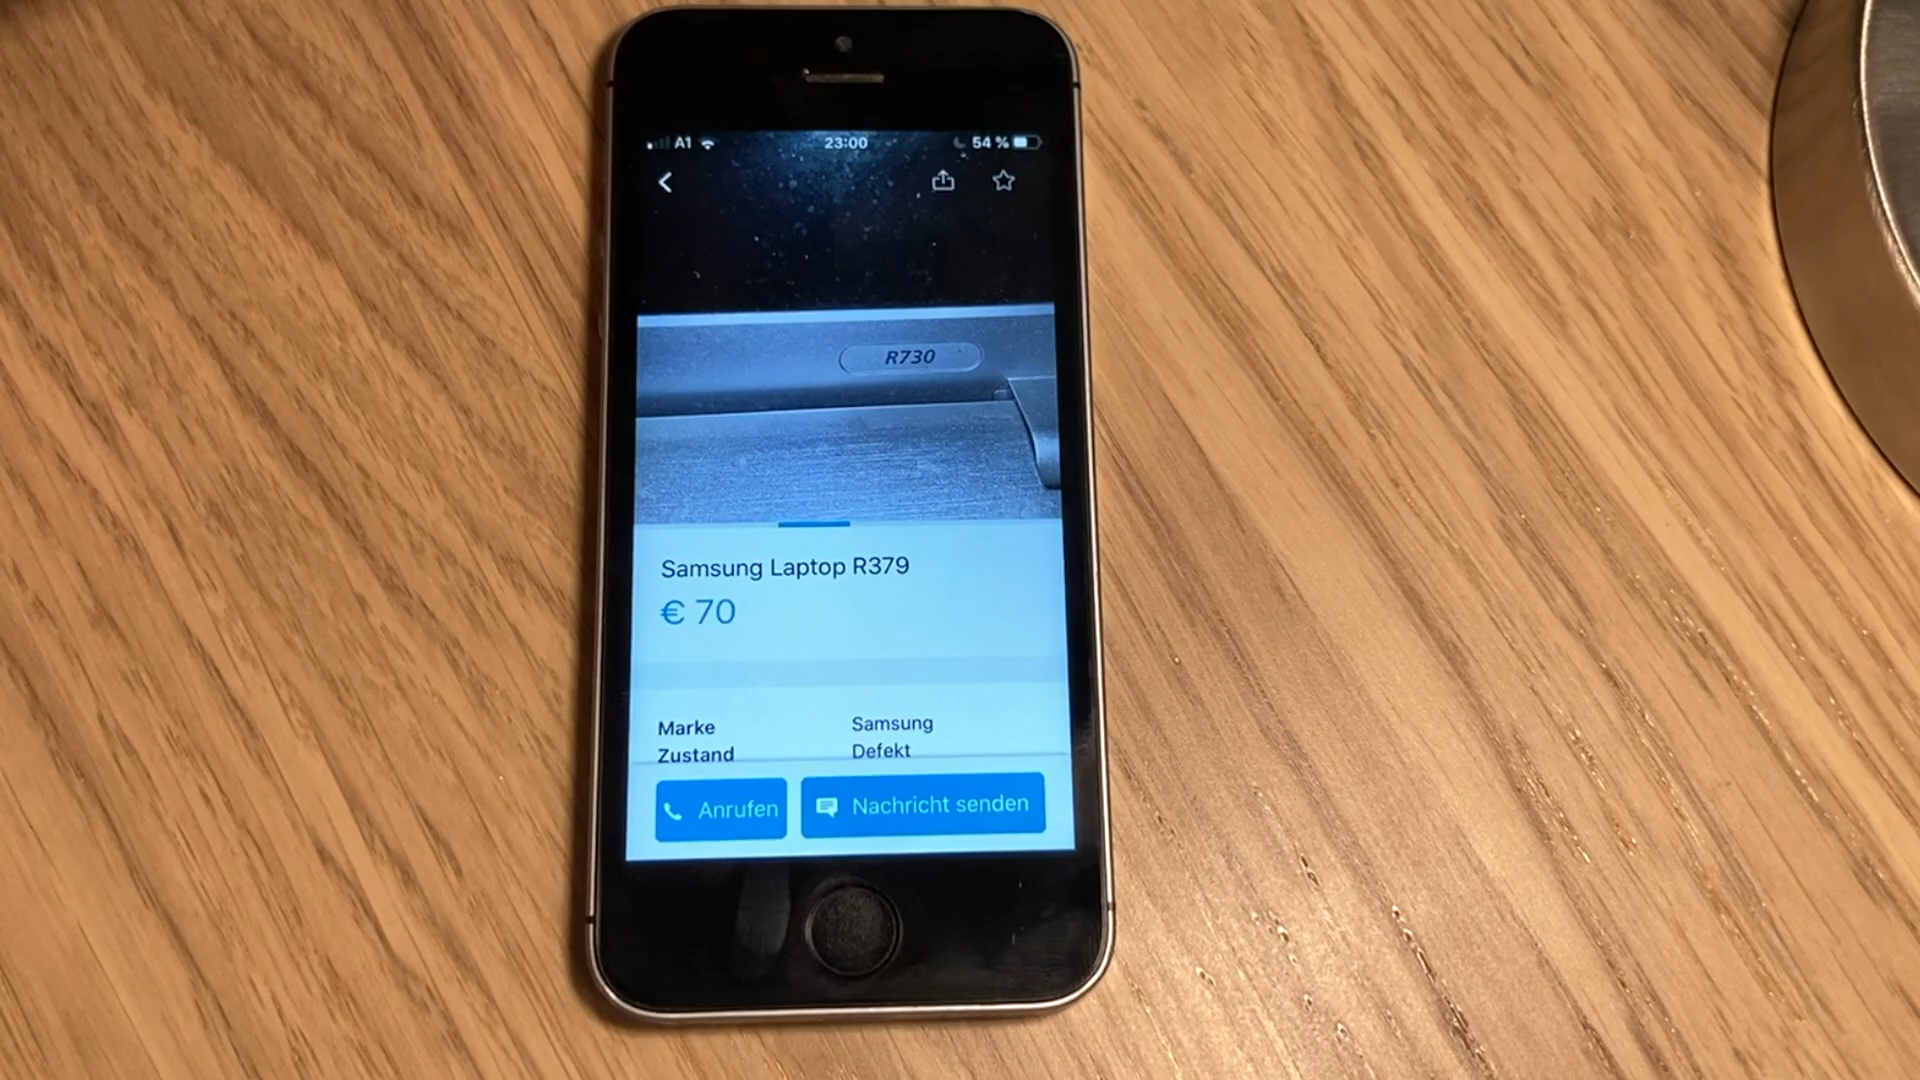 A1 23:00 54 %
R730
Samsung Laptop R379
€ 70
Marke Samsung
Zustand Defekt
Anrufen Nachricht senden